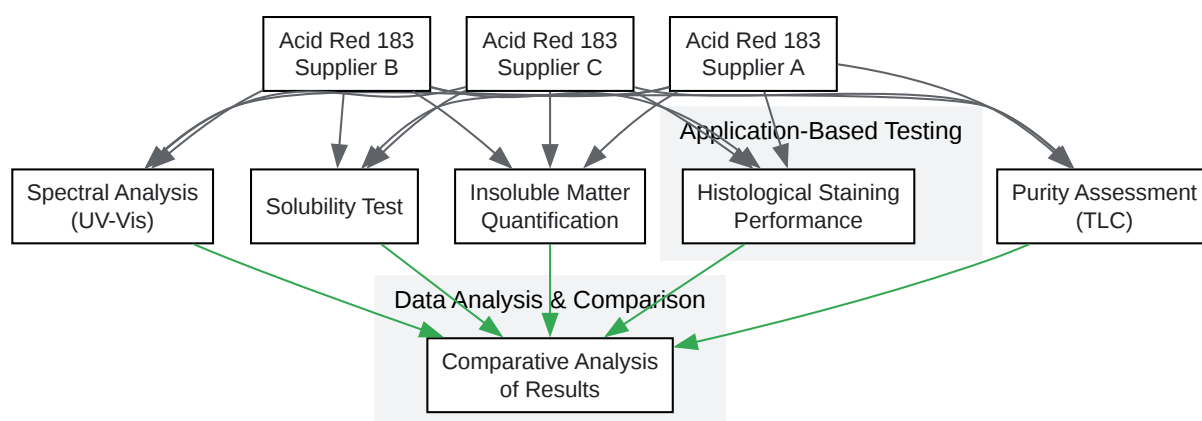 Acid Red 183
Supplier B
Acid Red 183
Supplier C
Acid Red 183
Supplier A
Application-Based Testing
Spectral Analysis
(UV-Vis)
Solubility Test
Insoluble Matter
Quantification
Histological Staining
Performance
Purity Assessment
(TLC)
Data Analysis & Comparison
Comparative Analysis
of Results